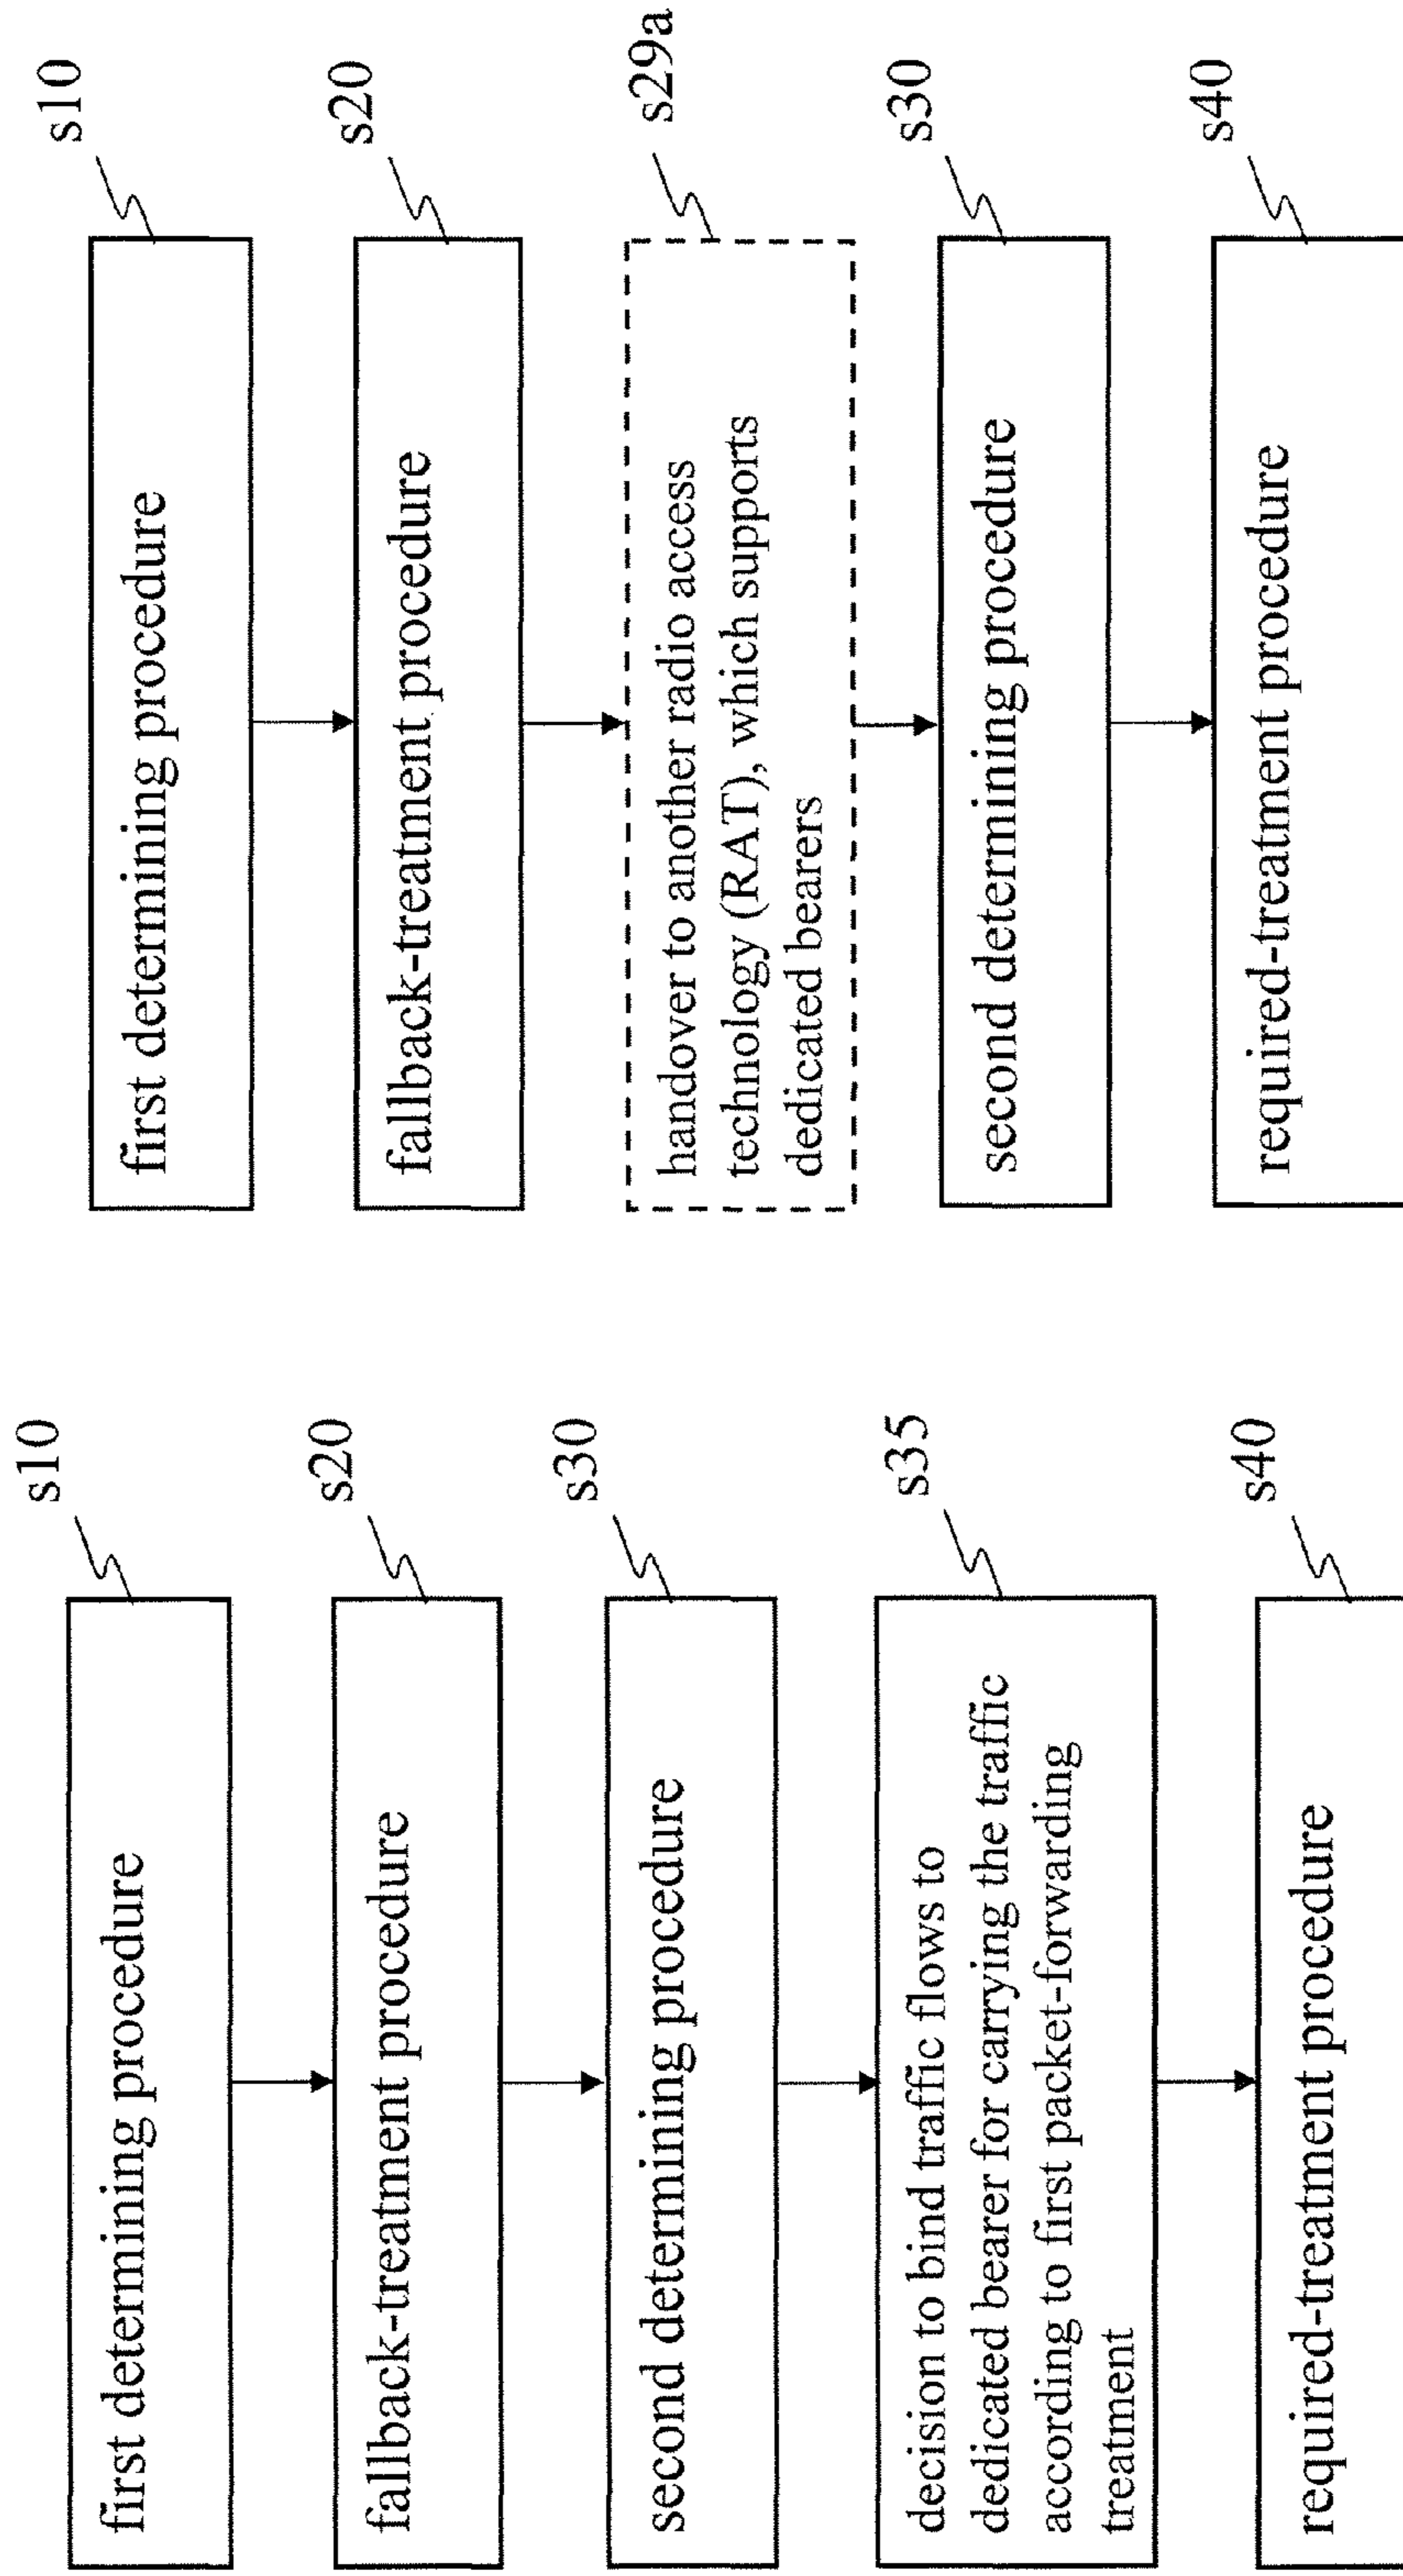 s10
first determining procedure
s20
fallback-treatment procedure
s30
second determining procedure
s35
decision to bind traffic flows to
dedicated bearer for carrying the traffic
according to first packet-forwarding
treatment
s40
required-treatment procedure
s10
first determining procedure
s20
fallback-treatment procedure
s29a
handover to another radio access
technology (RAT), which supports
dedicated bearers
s30
second determining procedure
s40
required-treatment procedure